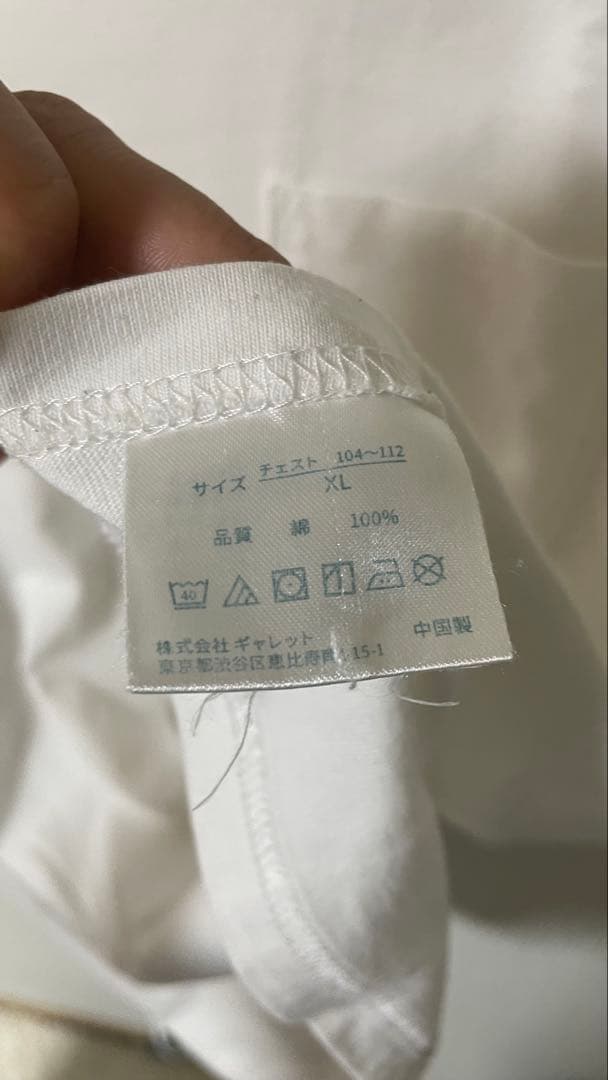 サイズ チェスト 104〜112
XL
品質 綿 100%
40
株式会社 ギャレット 中国製
東京都渋谷区恵比寿南 15-1